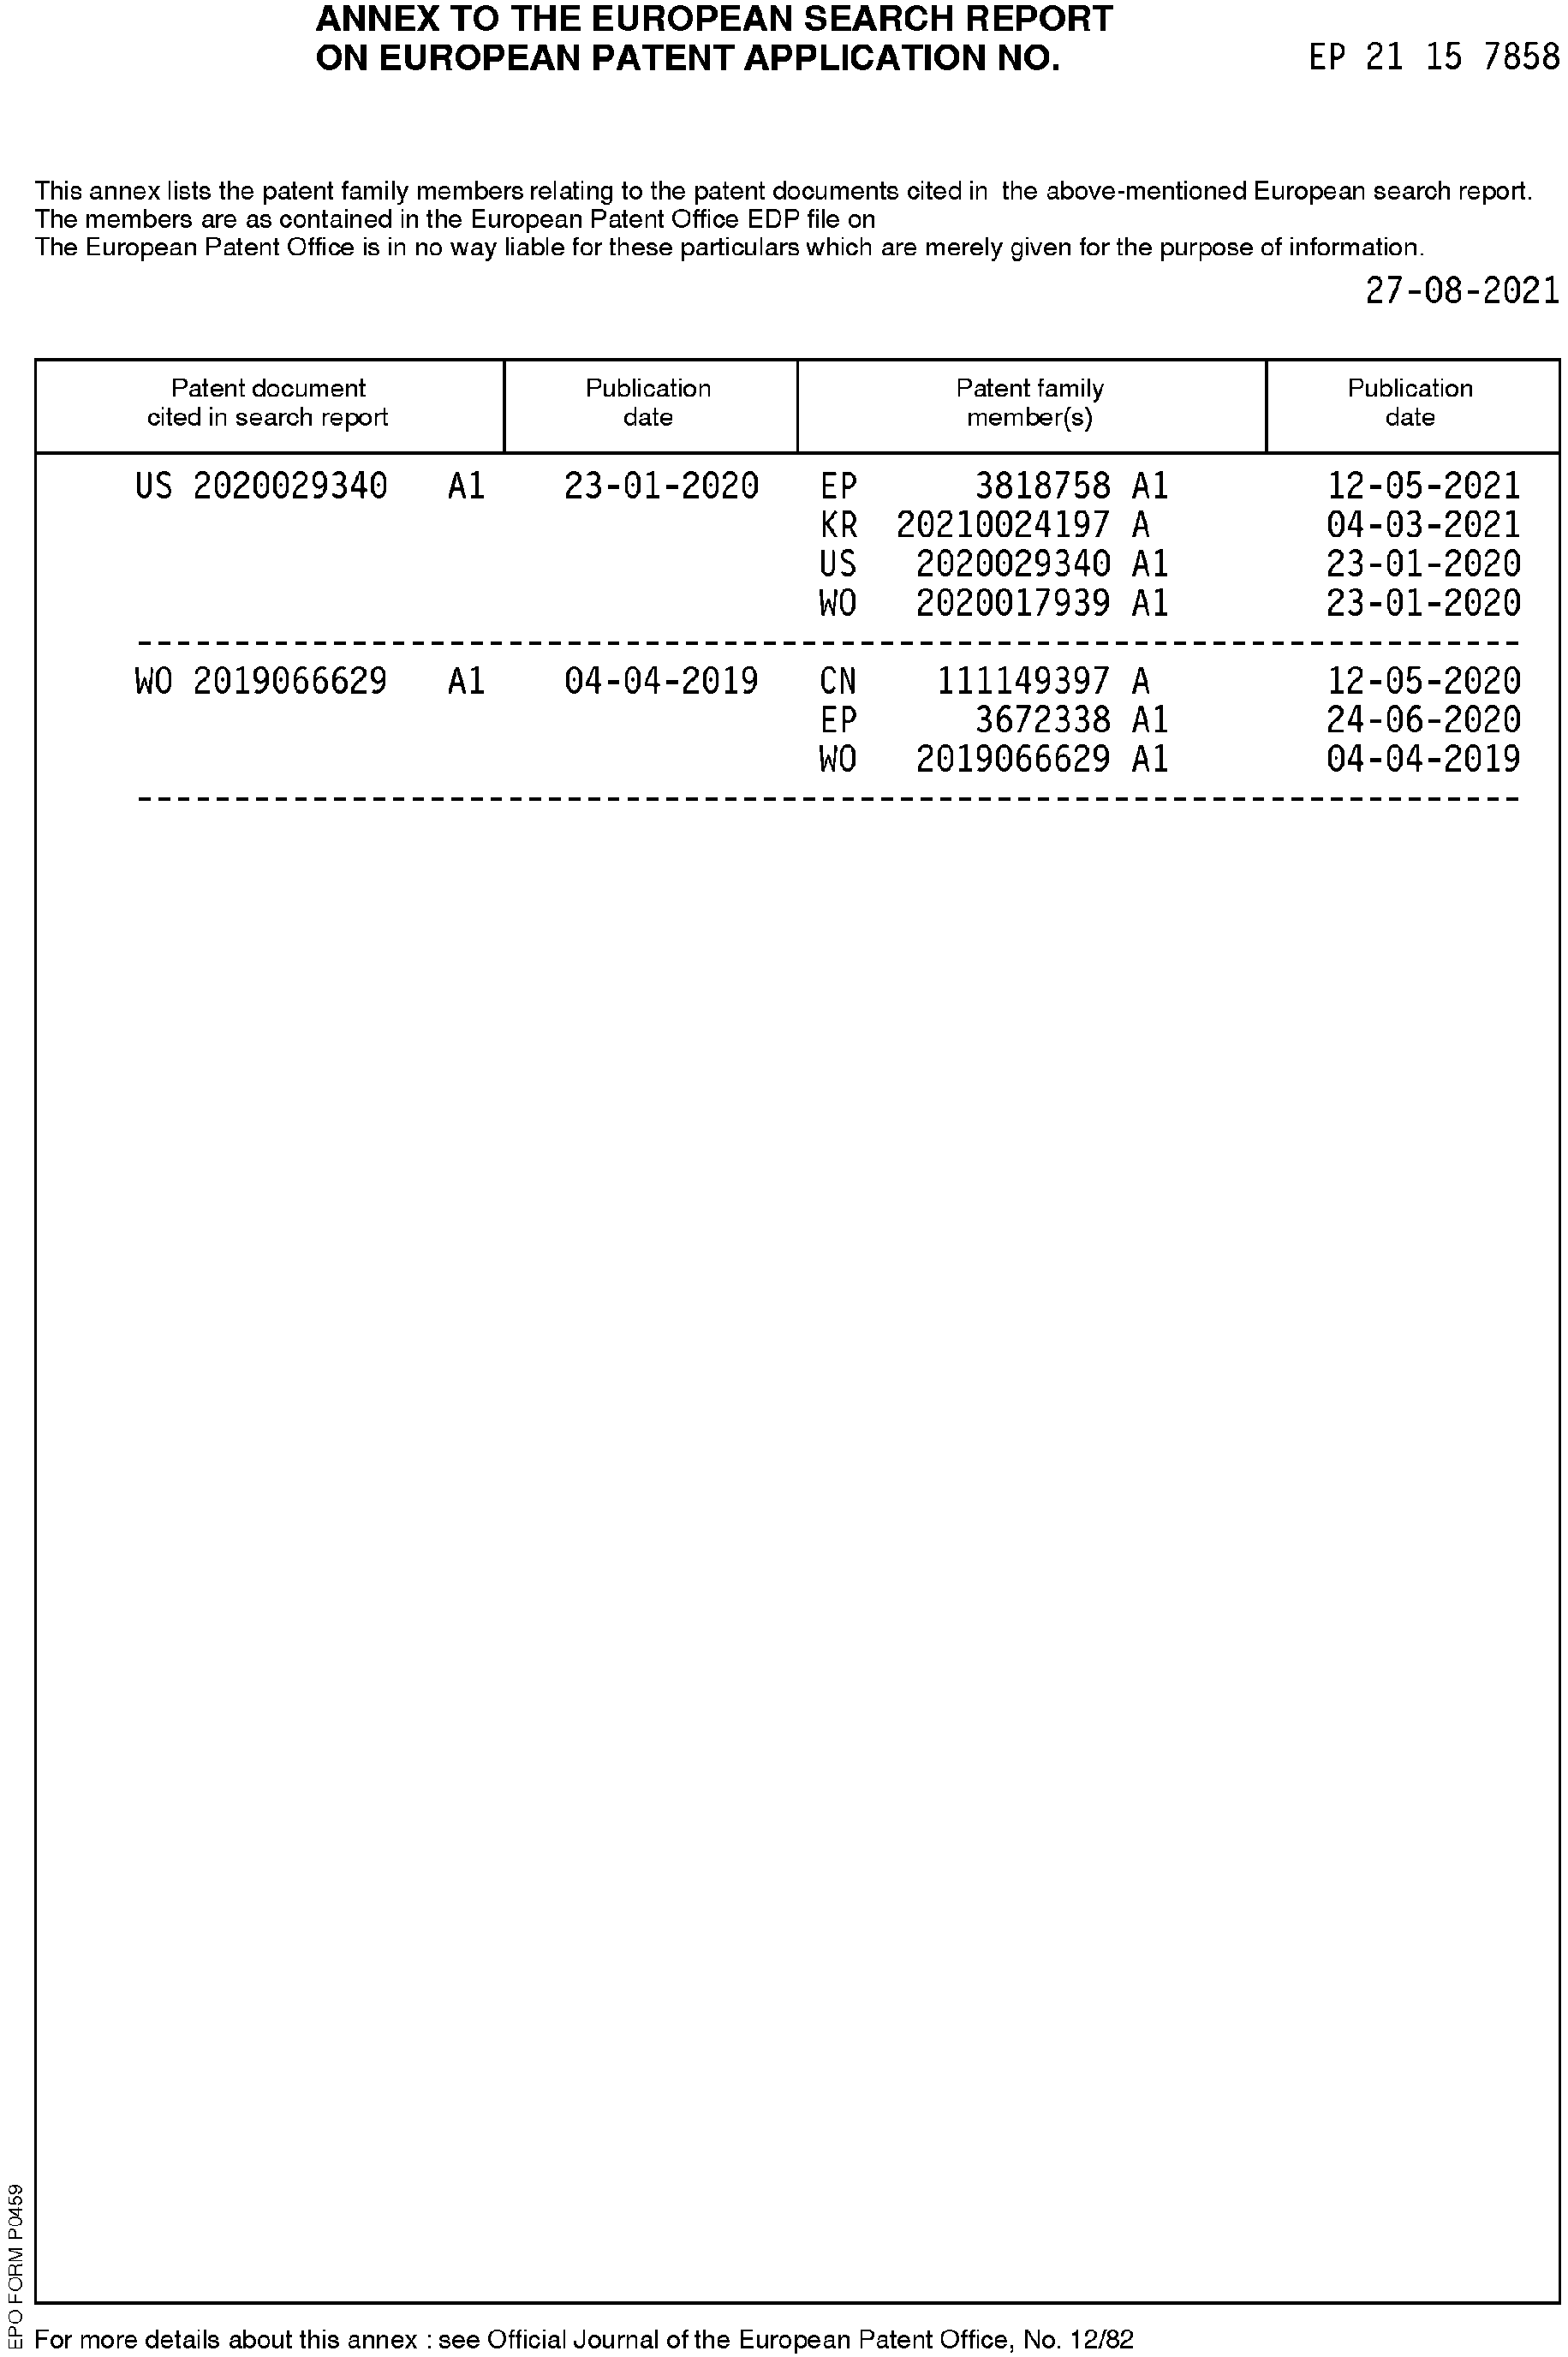 ANNEX TO THE EUROPEAN SEARCH REPORT
ON EUROPEAN PATENT APPLICATION NO. EP 21 15 7858
This annex lists the patent family members relating to the patent documents cited in the above-mentioned European search report.
The members are as contained in the European Patent Office EDP file on
The European Patent Office is in no way liable for these particulars which are merely given for the purpose of information.
27-08-2021
Patent document Publication Patent family Publication
cited in search report date member(s) date
US 2020029340 A1 23-01-2020 EP 3818758 A1 12-05-2021
KR 20210024197 A 04-03-2021
US 2020029340 A1 23-01-2020
WO 2020017939 A1 23-01-2020
WO 2019066629 A1 04-04-2019 CN 111149397 A 12-05-2020
EP 3672338 A1 24-06-2020
WO 2019066629 A1 04-04-2019
EPO FORM P0459
For more details about this annex : see Official Journal of the European Patent Office, No. 12/82